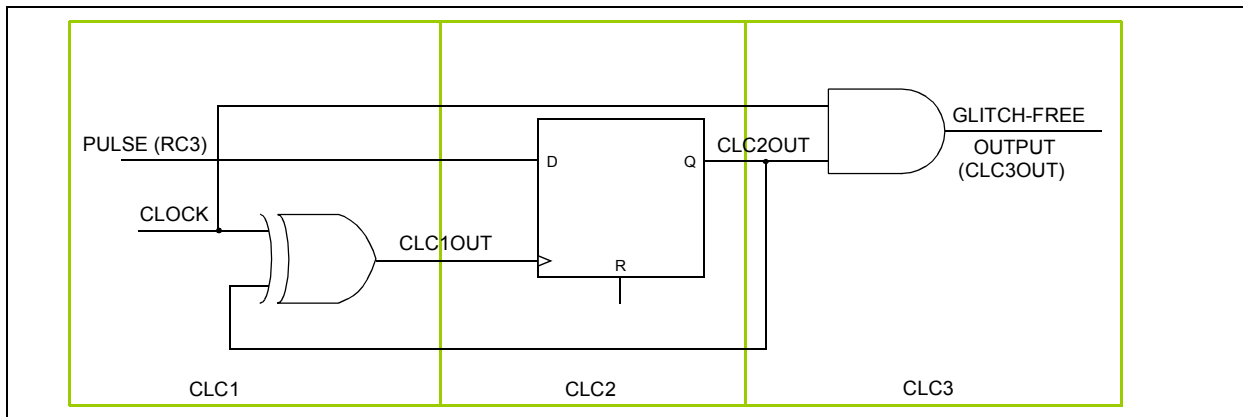 GLITCH-FREE
OUTPUT
(CLC3OUT)
PULSE (RC3)
D
Q
CLC2OUT
CLOCK
CLC1OUT
R
CLC1
CLC2
CLC3